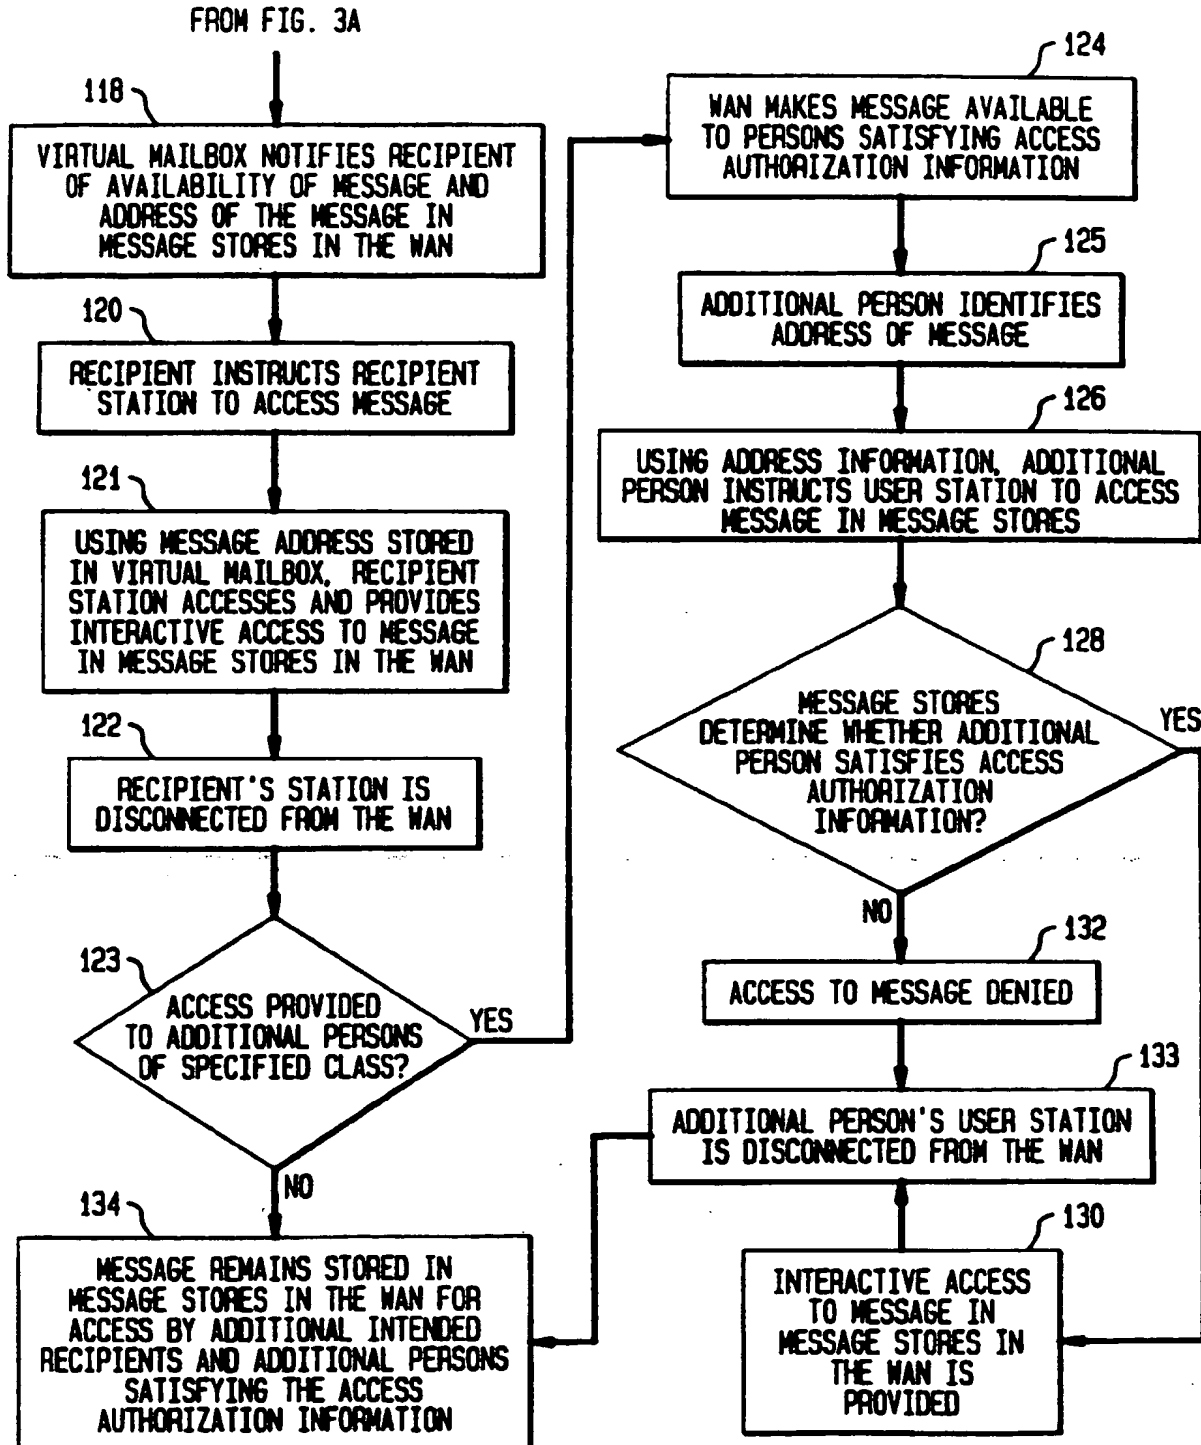 FROM FIG. 3A
118
VIRTUAL MAILBOX NOTIFIES RECIPIENT
OF AVAILABILITY OF MESSAGE AND
ADDRESS OF THE MESSAGE IN
MESSAGE STORES IN THE WAN
120
RECIPIENT INSTRUCTS RECIPIENT
STATION TO ACCESS MESSAGE
121
USING MESSAGE ADDRESS STORED
IN VIRTUAL MAILBOX, RECIPIENT
STATION ACCESSES AND PROVIDES
INTERACTIVE ACCESS TO MESSAGE
IN MESSAGE STORES IN THE WAN
122
RECIPIENT'S STATION IS
DISCONNECTED FROM THE WAN
123
ACCESS PROVIDED
TO ADDITIONAL PERSONS
OF SPECIFIED CLASS?
YES
NO
134
MESSAGE REMAINS STORED IN
MESSAGE STORES IN THE WAN FOR
ACCESS BY ADDITIONAL INTENDED
RECIPIENTS AND ADDITIONAL PERSONS
SATISFYING THE ACCESS
AUTHORIZATION INFORMATION
124
WAN MAKES MESSAGE AVAILABLE
TO PERSONS SATISFYING ACCESS
AUTHORIZATION INFORMATION
125
ADDITIONAL PERSON IDENTIFIES
ADDRESS OF MESSAGE
126
USING ADDRESS INFORMATION, ADDITIONAL
PERSON INSTRUCTS USER STATION TO ACCESS
MESSAGE IN MESSAGE STORES
128
MESSAGE STORES
DETERMINE WHETHER ADDITIONAL
PERSON SATISFIES ACCESS
AUTHORIZATION
INFORMATION?
YES
NO
132
ACCESS TO MESSAGE DENIED
133
ADDITIONAL PERSON'S USER STATION
IS DISCONNECTED FROM THE WAN
130
INTERACTIVE ACCESS
TO MESSAGE IN
MESSAGE STORES IN
THE WAN IS
PROVIDED